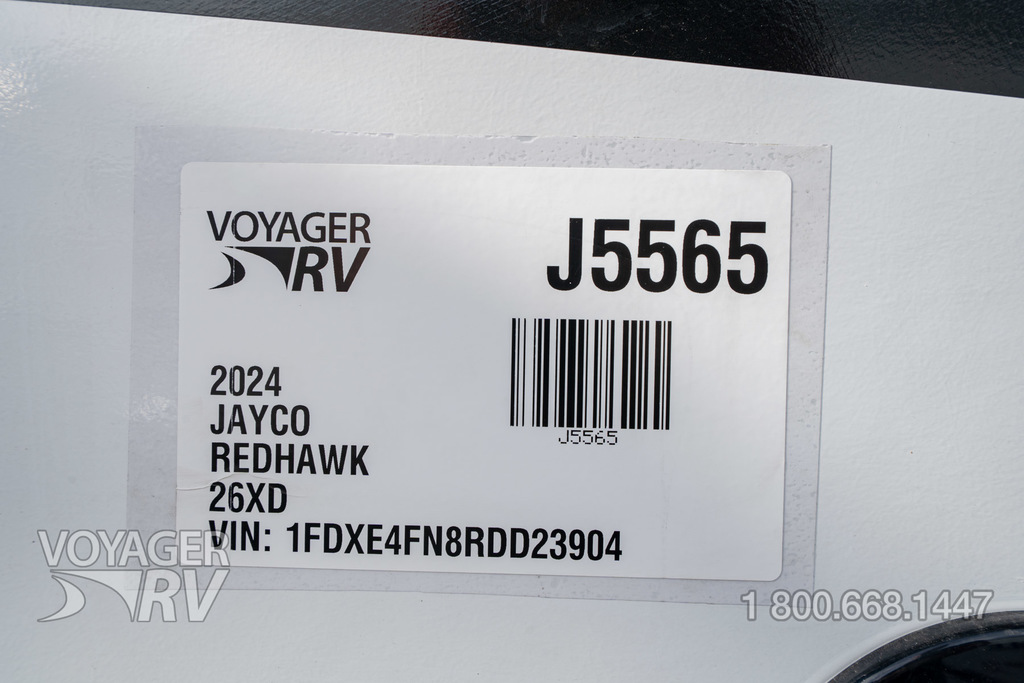 VOYAGER
RV
J5565
J5565
2024
JAYCO
REDHAWK
26XD
VIN: 1FDXE4FN8RDD23904
VOYAGER
RV
1 800.668.1447